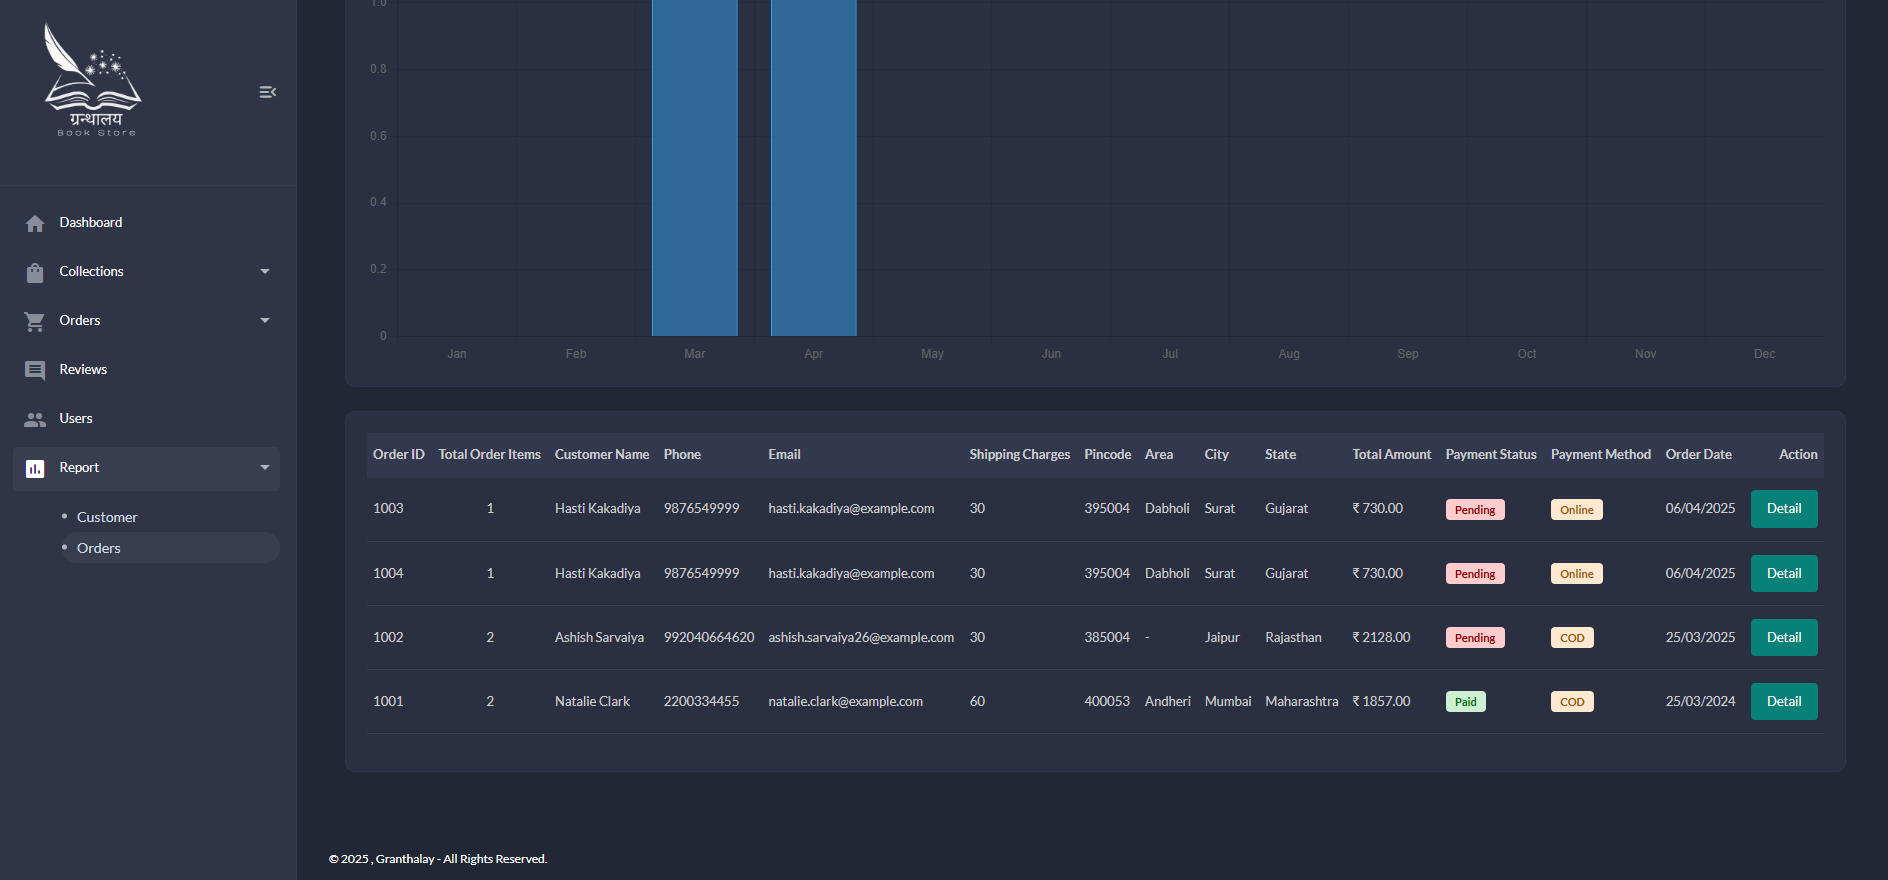 ग्रन्थालय
Book Store
Dashboard
Collections
Orders
Reviews
Users
Report
Customer
Orders
1.0
0.8
0.6
0.4
0.2
0
Jan Feb Mar Apr May Jun Jul Aug Sep Oct Nov Dec
Order ID Total Order Items Customer Name Phone Email Shipping Charges Pincode Area City State Total Amount Payment Status Payment Method Order Date Action
1003 1 Hasti Kakadiya 9876549999 hasti.kakadiya@example.com 30 395004 Dabholi Surat Gujarat ₹ 730.00 Pending Online 06/04/2025 Detail
1004 1 Hasti Kakadiya 9876549999 hasti.kakadiya@example.com 30 395004 Dabholi Surat Gujarat ₹ 730.00 Pending Online 06/04/2025 Detail
1002 2 Ashish Sarvaiya 992040664620 ashish.sarvaiya26@example.com 30 385004 - Jaipur Rajasthan ₹ 2128.00 Pending COD 25/03/2025 Detail
1001 2 Natalie Clark 2200334455 natalie.clark@example.com 60 400053 Andheri Mumbai Maharashtra ₹ 1857.00 Paid COD 25/03/2024 Detail
© 2025 , Granthalay - All Rights Reserved.